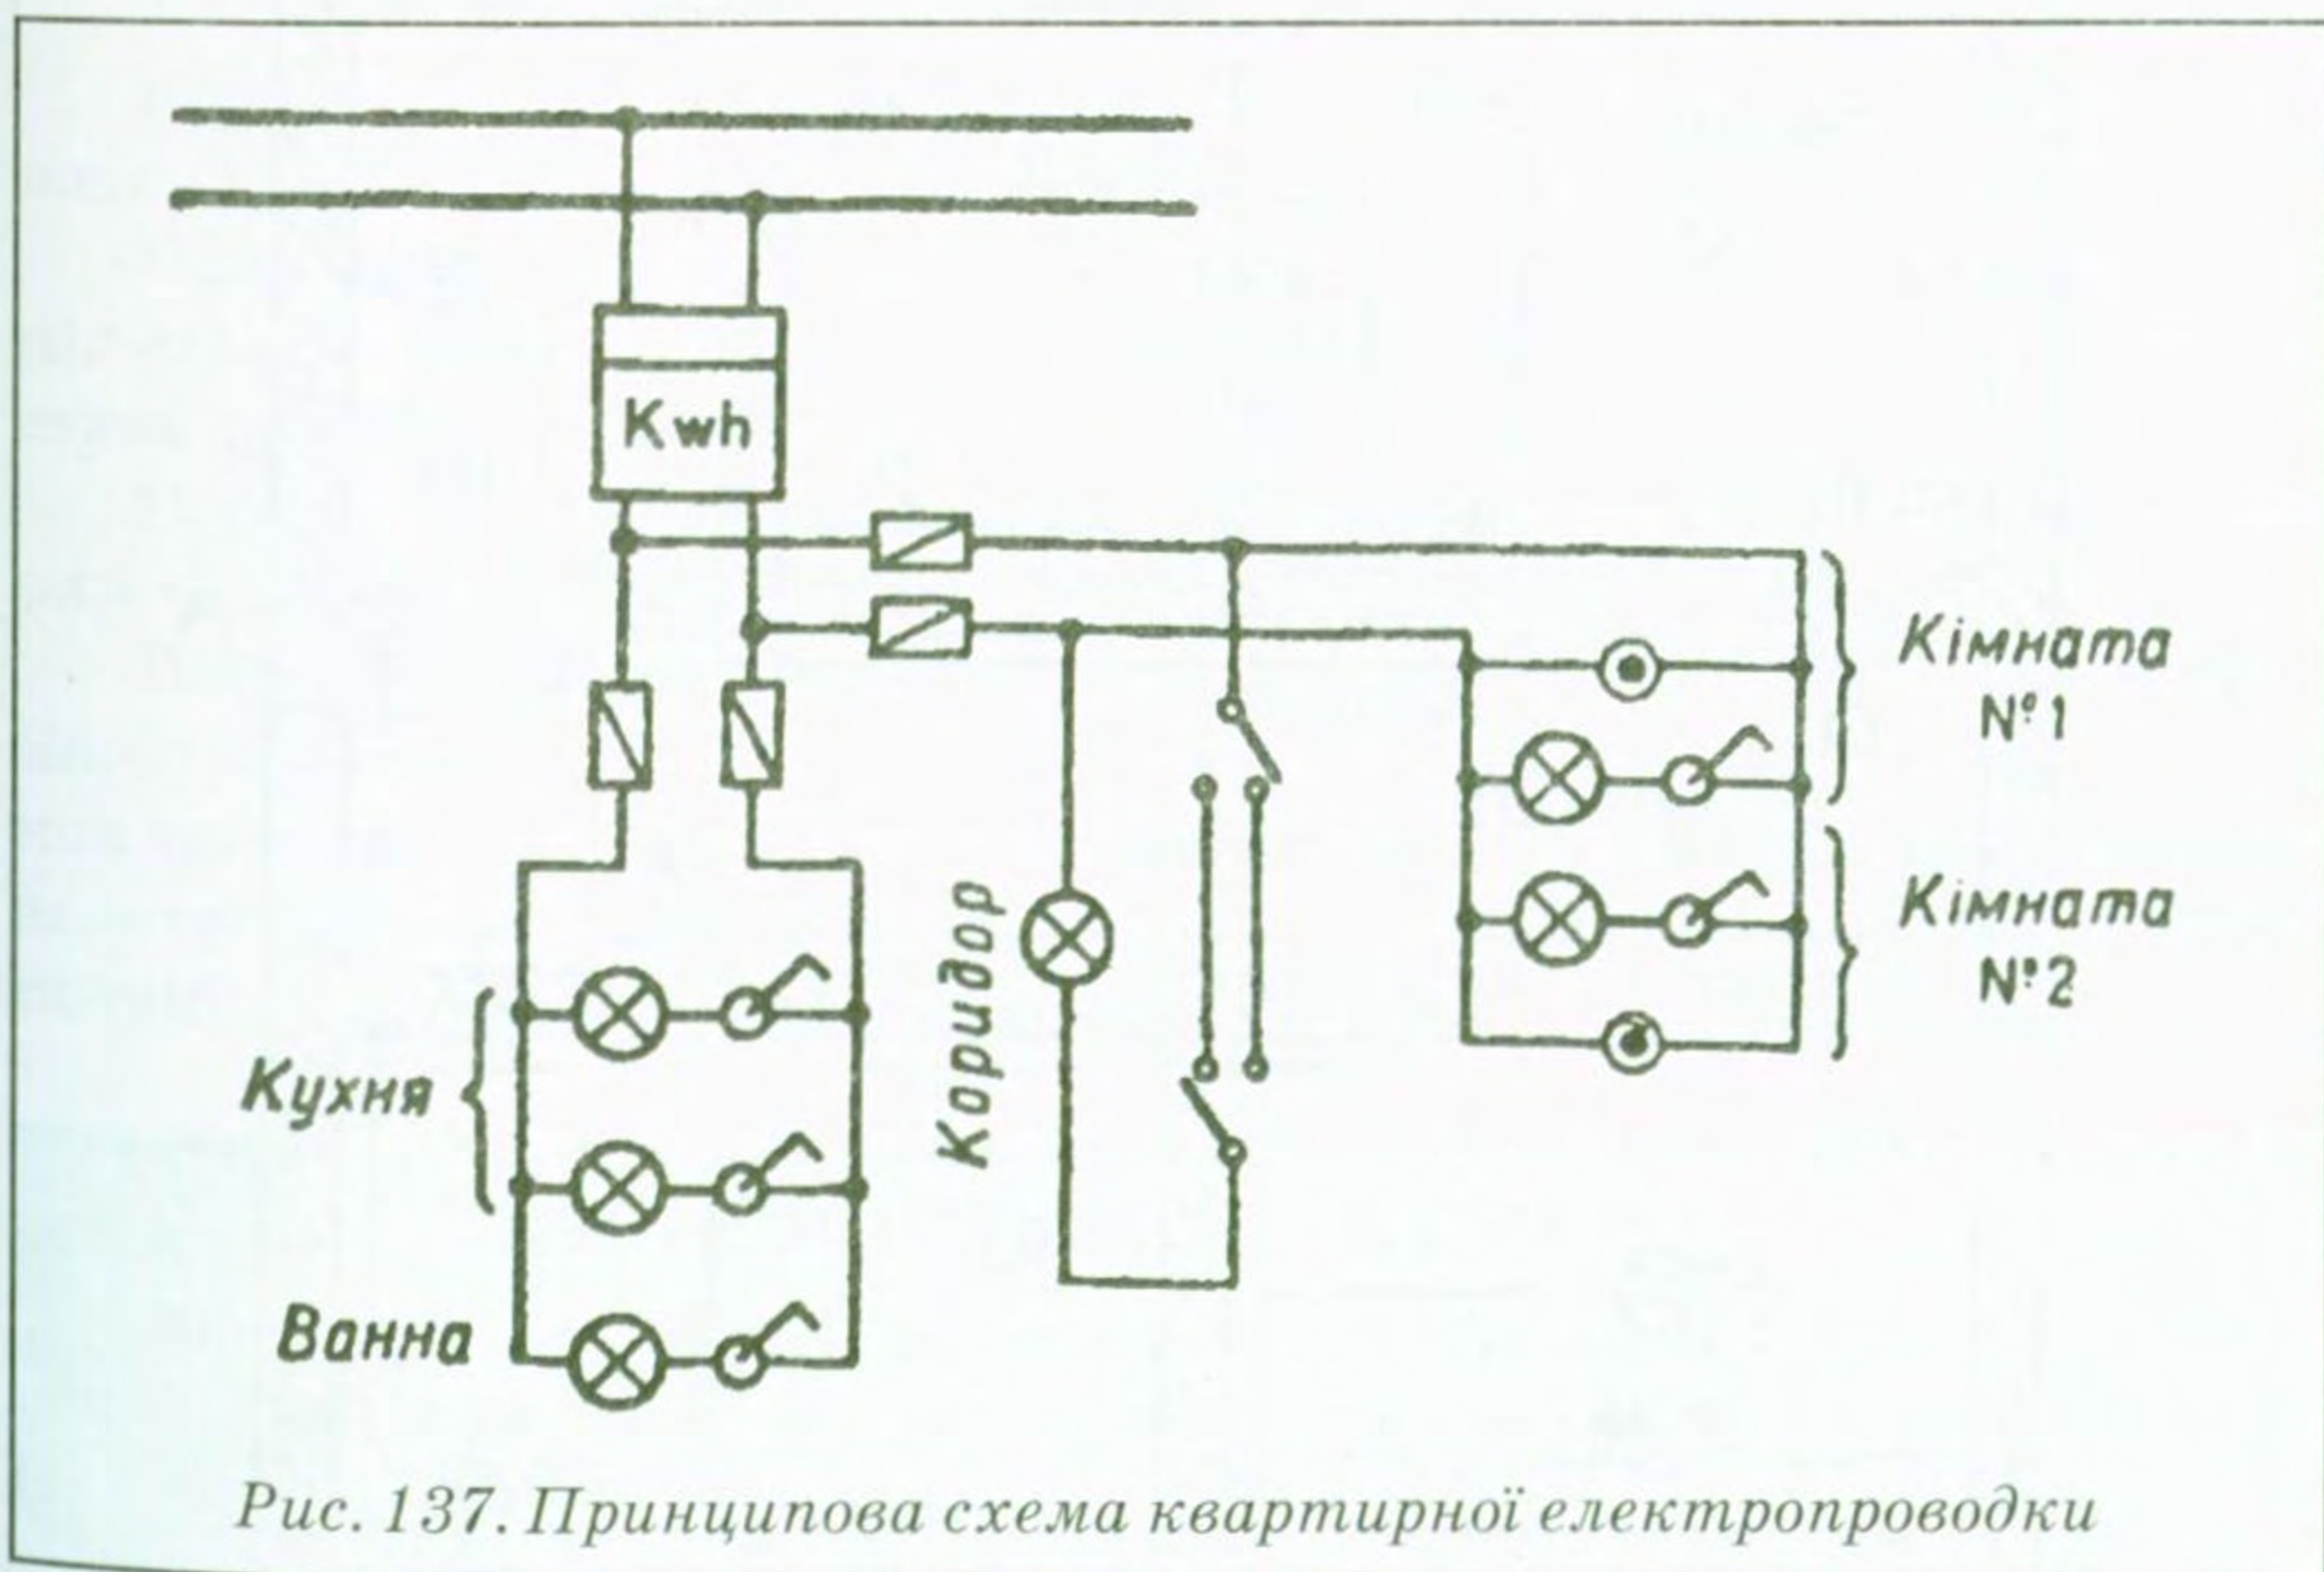 Kwh
Кімната
№1
Кімната
№2
Коридор
Кухня
Ванна
Рис. 137. Принципова схема квартирної електропроводки